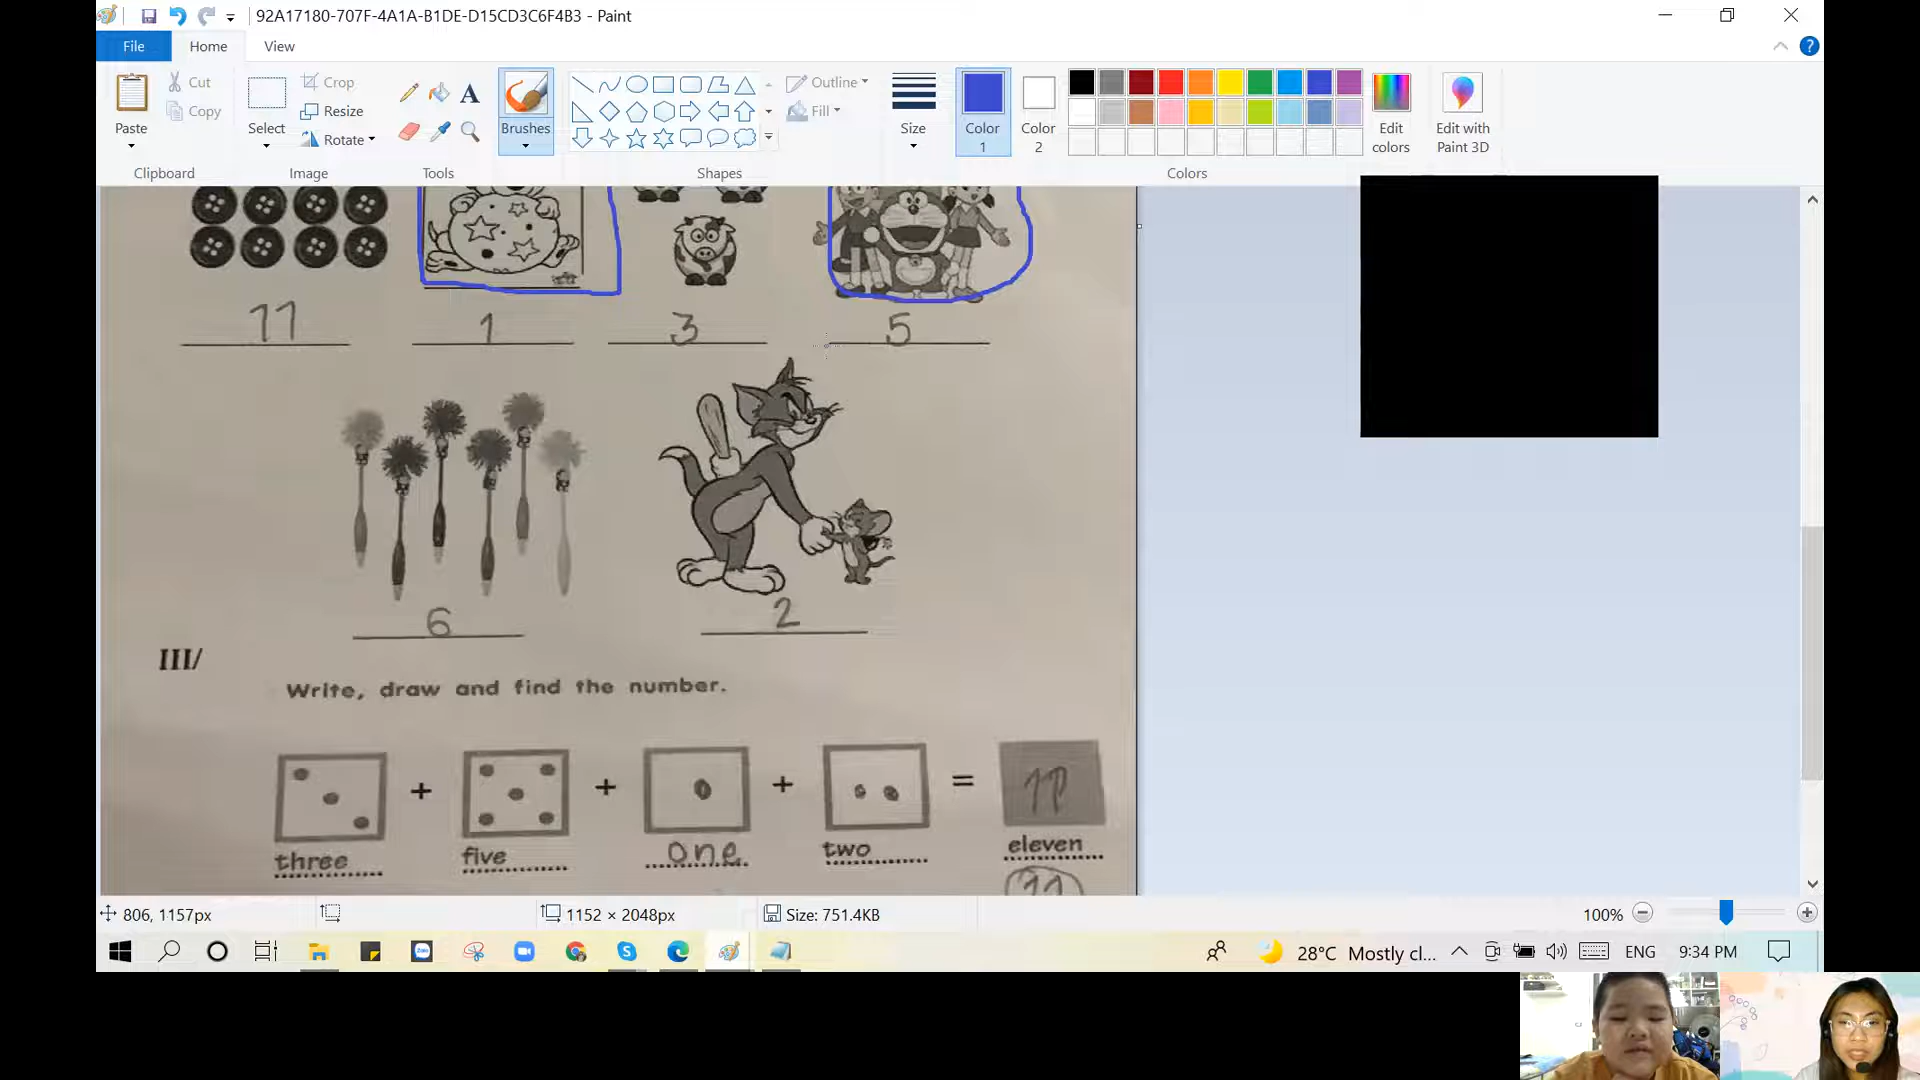 92A17180-707F-4A1A-B1DE-D15CD3C6F4B3 - Paint
File Home View
Paste
Cut
Copy
Clipboard
Select
Crop
Resize
Rotate
Image
A
Tools
Brushes
Outline
Fill
Shapes
Size
Color 1
Color 2
Edit colors
Edit with Paint 3D
Colors
11 1 3 5
6 2
III/
Write, draw and find the number.
+ + + = 11
three five one two eleven
11
806, 1157px
1152 × 2048px
Size: 751.4KB
100%
Zalo
28°C Mostly cl...
ENG
9:34 PM